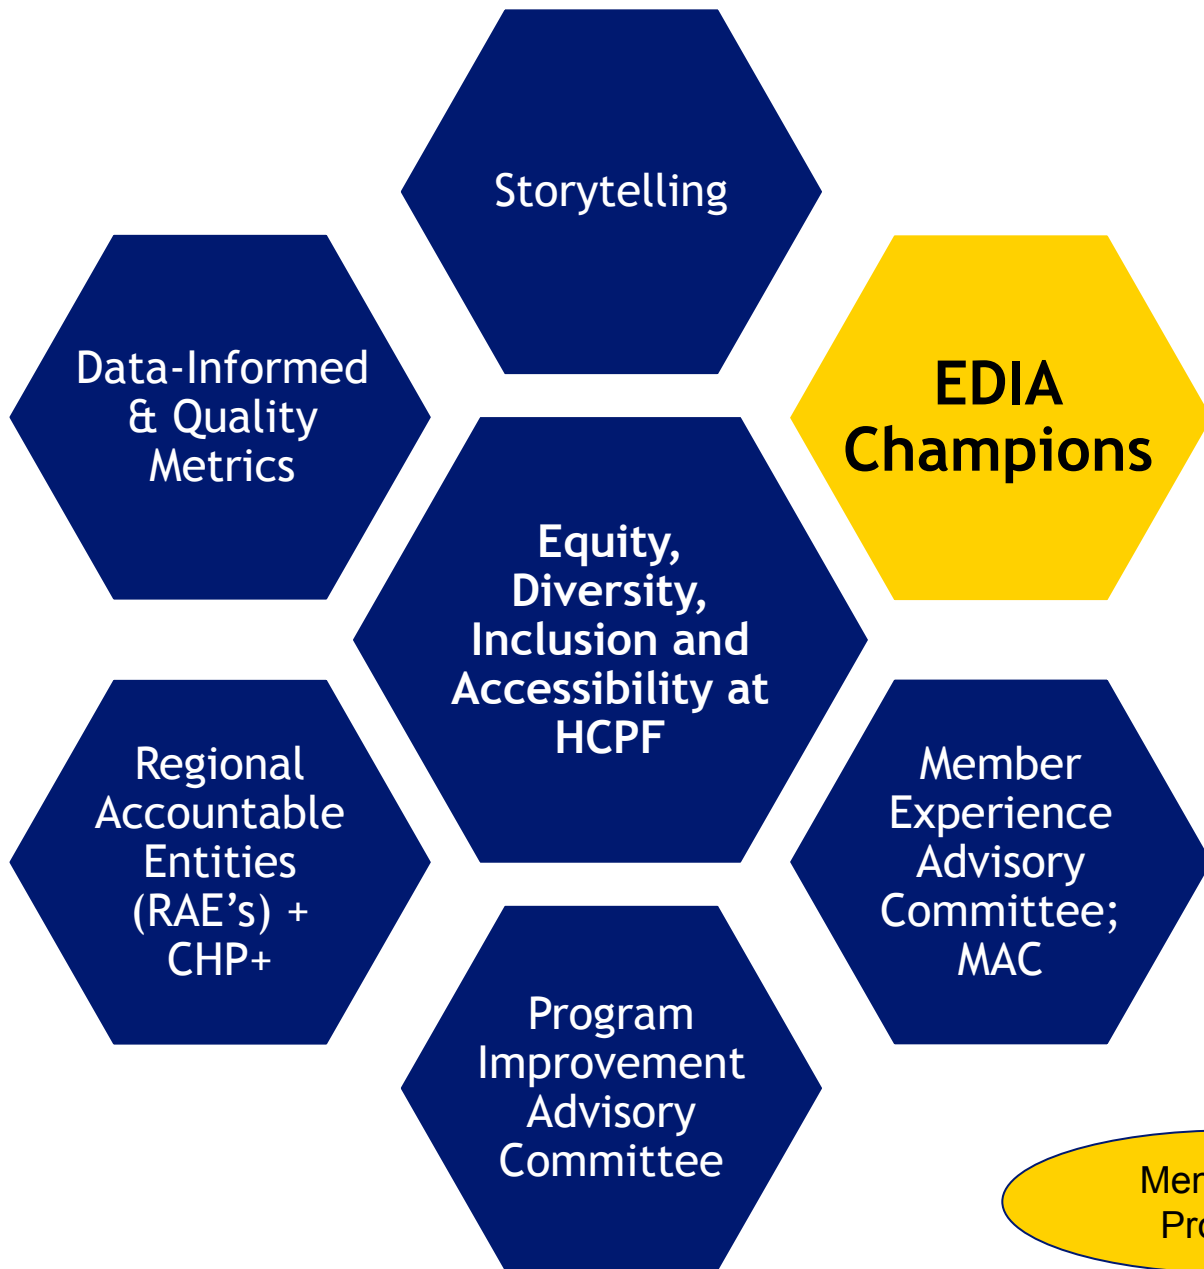 Storytelling
EDIA
Champions
Data-Informed
& Quality
Metrics
Equity,
Diversity,
Inclusion and
Accessibility at
HCPF
Regional
Accountable
Entities
(RAE’s) +
CHP+
Member
Experience
Advisory
Committee;
MAC
Program
Improvement
Advisory
Committee